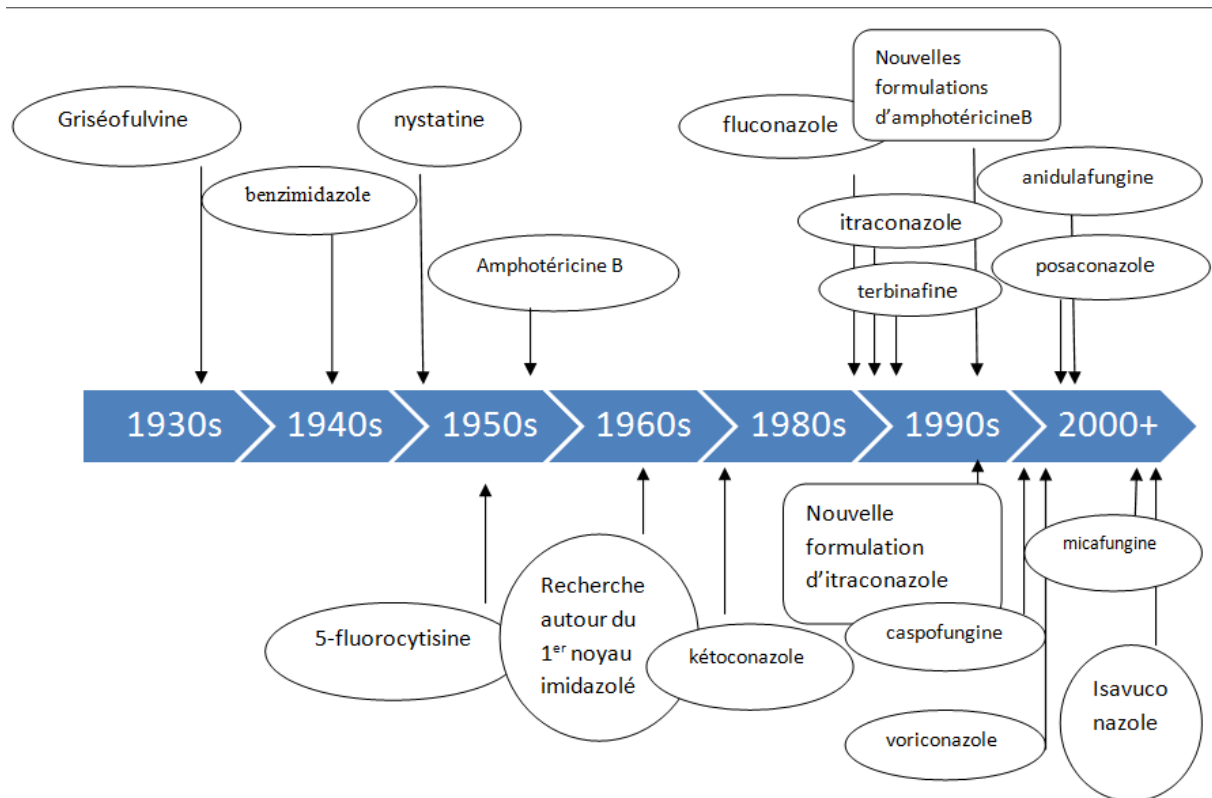 Griséofulvine
benzimidazole
nystatine
Amphotéricine B
fluconazole
Nouvelles
formulations
d'amphotéricineB
itraconazole
terbinafine
anidulafungine
posaconazole
1930s
1940s
1950s
1960s
1980s
1990s
2000+
5-fluorocytisine
Recherche
autour du
1er noyau
imidazolé
kétoconazole
Nouvelle
formulation
d'itraconazole
caspofungine
voriconazole
micafungine
Isavuco
nazole